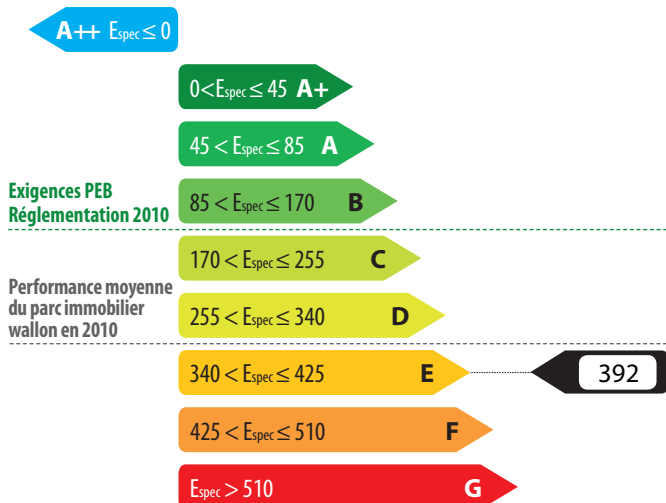 A++ Espec ≤ 0
0<Espec ≤ 45 A+
45 < Espec ≤ 85 A
Exigences PEB
Réglementation 2010
85 < Espec ≤ 170 B
170 < Espec ≤ 255 C
Performance moyenne
du parc immobilier
wallon en 2010
255 < Espec ≤ 340 D
340 < Espec ≤ 425 E
392
425 < Espec ≤ 510 F
Espec > 510 G